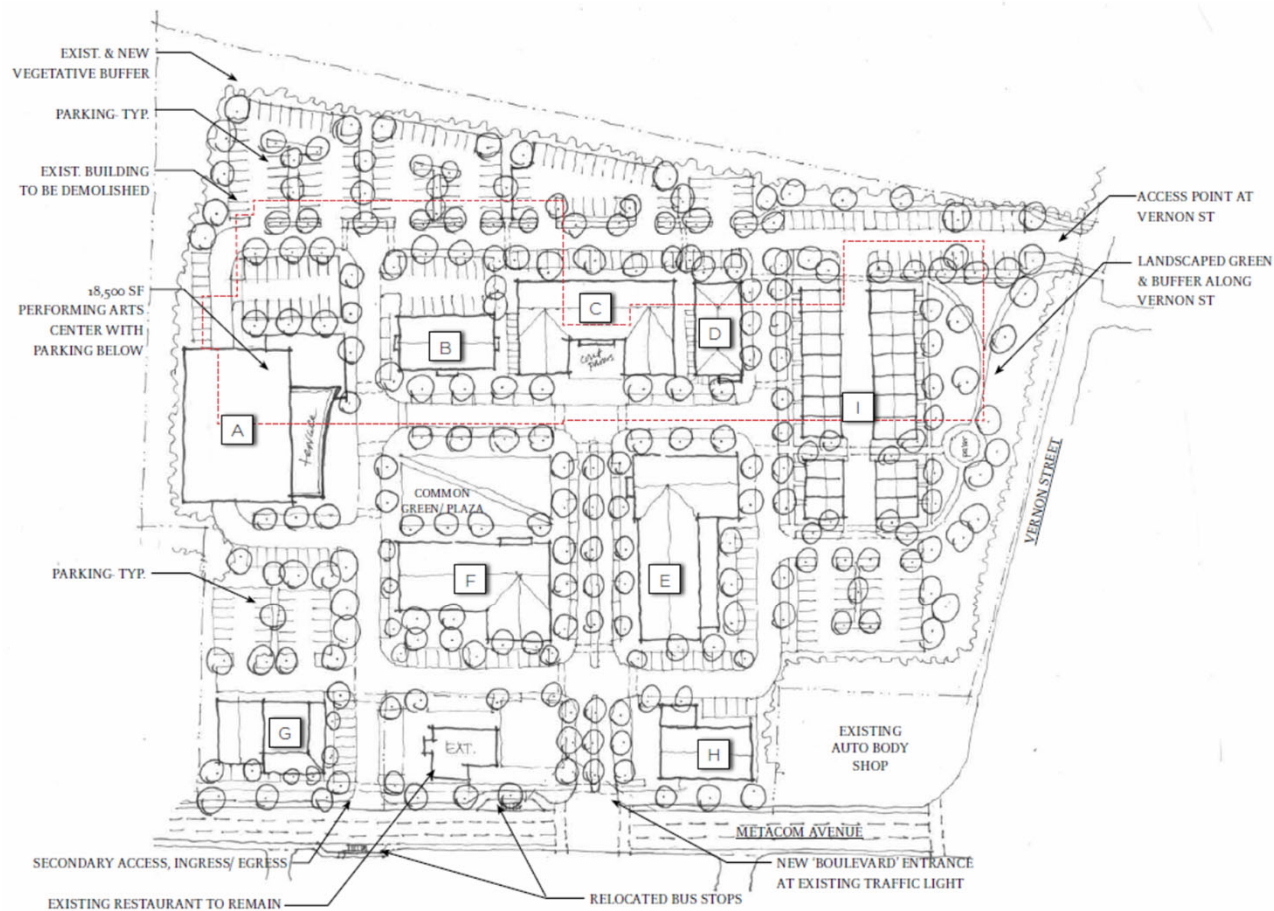 EXIST. & NEW
VEGETATIVE BUFFER
PARKING- TYP.
EXIST. BUILDING
TO BE DEMOLISHED
ACCESS POINT AT
VERNON ST
LANDSCAPED GREEN
& BUFFER ALONG
VERNON ST
18,500 SF
PERFORMING ARTS
CENTER WITH
PARKING BELOW
C
D
B
I
A
terrace
COMMON
GREEN/ PLAZA
VERNON STREET
F
E
PARKING- TYP.
G
EXT.
H
EXISTING
AUTO BODY
SHOP
METACOM AVENUE
SECONDARY ACCESS, INGRESS/ EGRESS
NEW 'BOULEVARD' ENTRANCE
AT EXISTING TRAFFIC LIGHT
EXISTING RESTAURANT TO REMAIN
RELOCATED BUS STOPS